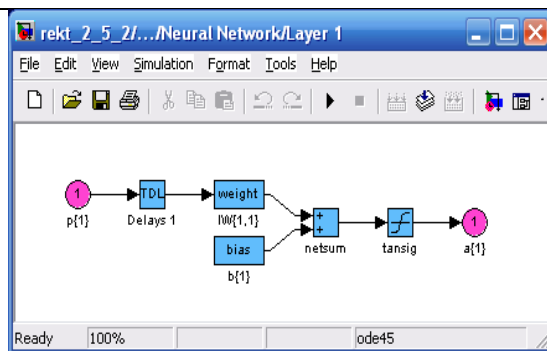 rekt_2_5_2/.../Neural Network/Layer 1
File Edit View Simulation Format Tools Help
1 TDL weight + + 1
p{1} Delays 1 IW{1,1} netsum tansig a{1}
bias
b{1}
Ready 100% ode45